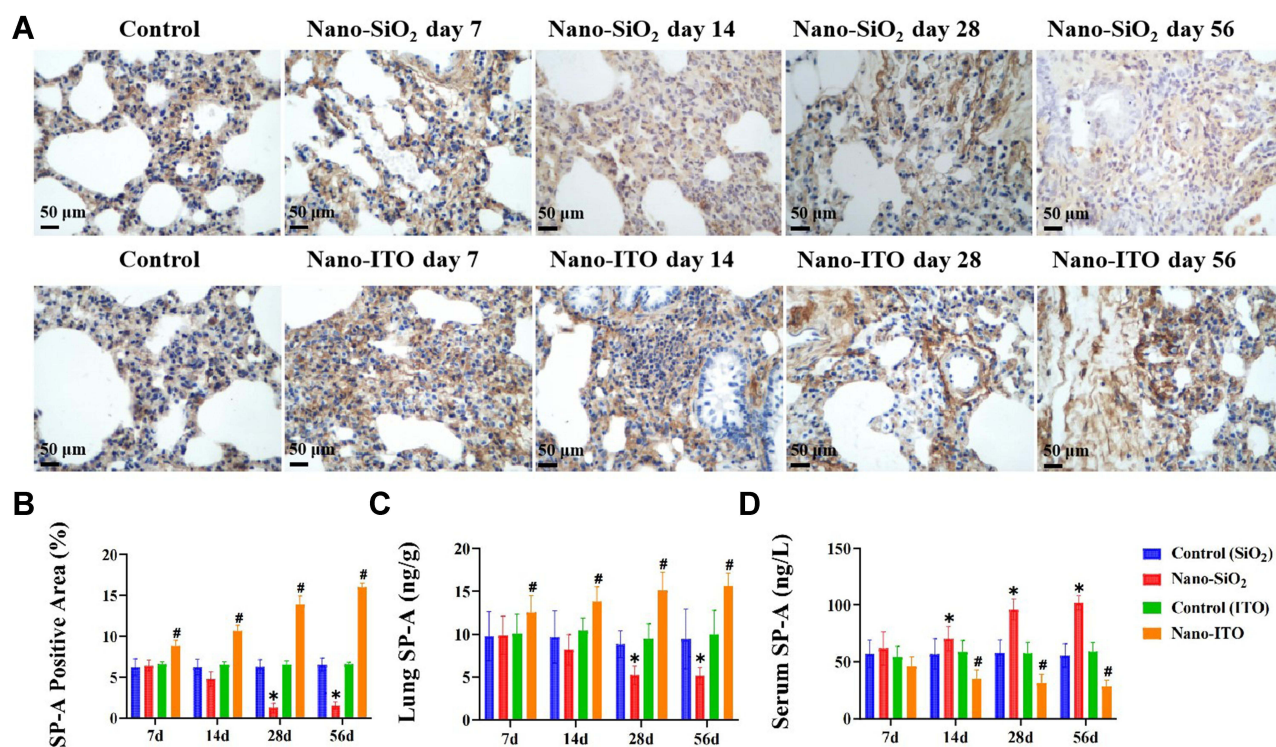 A
Control Nano-SiO₂ day 7 Nano-SiO₂ day 14 Nano-SiO₂ day 28 Nano-SiO₂ day 56
50 μm 50 μm 50 μm 50 μm 50 μm
Control Nano-ITO day 7 Nano-ITO day 14 Nano-ITO day 28 Nano-ITO day 56
50 μm 50 μm 50 μm 50 μm 50 μm
B
SP-A Positive Area (%)
20
15
10
5
0
# # # * # * #
7d 14d 28d 56d
C
Lung SP-A (ng/g)
20
15
10
5
0
# # * # * #
7d 14d 28d 56d
D
Serum SP-A (ng/L)
150
100
50
0
* # * # * #
7d 14d 28d 56d
Control (SiO₂)
Nano-SiO₂
Control (ITO)
Nano-ITO